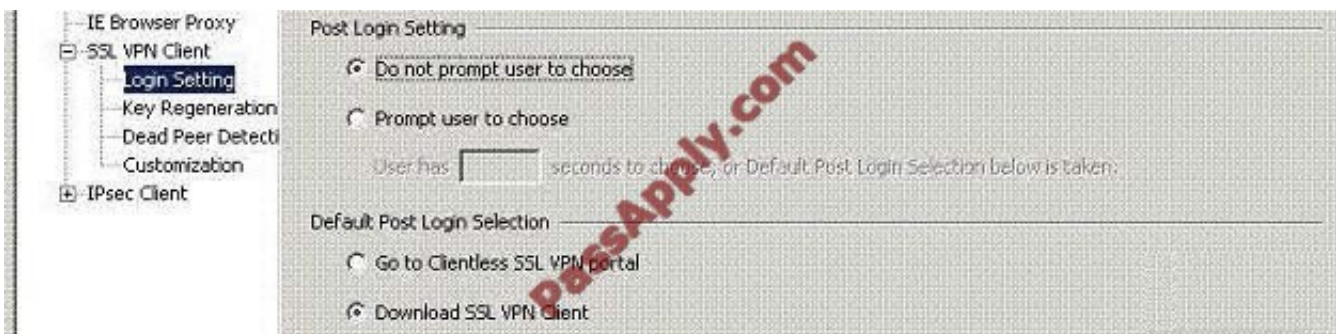 IE Browser Proxy
SSL VPN Client
Login Setting
Key Regeneration
Dead Peer Detecti
Customization
IPsec Client
Post Login Setting
Do not prompt user to choose
Prompt user to choose
User has seconds to choose, or Default Post Login Selection below is taken.
Default Post Login Selection
Go to Clientless SSL VPN portal
Download SSL VPN Client
PassApply.com